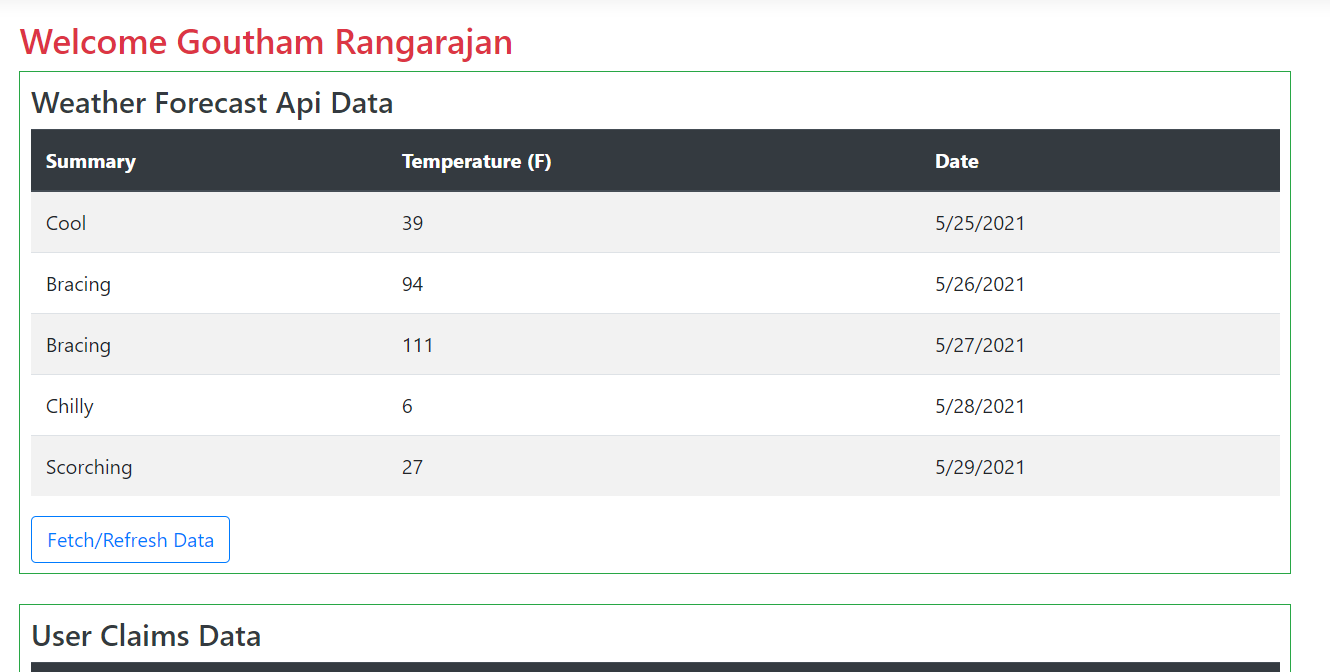 Welcome Goutham Rangarajan
Weather Forecast Api Data
Summary Temperature (F) Date
Cool 39 5/25/2021
Bracing 94 5/26/2021
Bracing 111 5/27/2021
Chilly 6 5/28/2021
Scorching 27 5/29/2021
Fetch/Refresh Data
User Claims Data